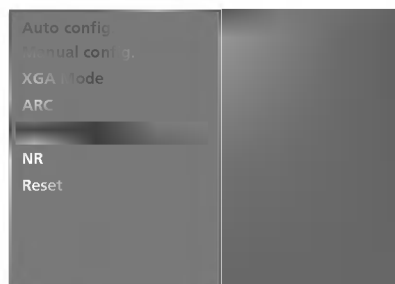 Auto config
Manual config.
XGA Mode
ARC
NR
Reset